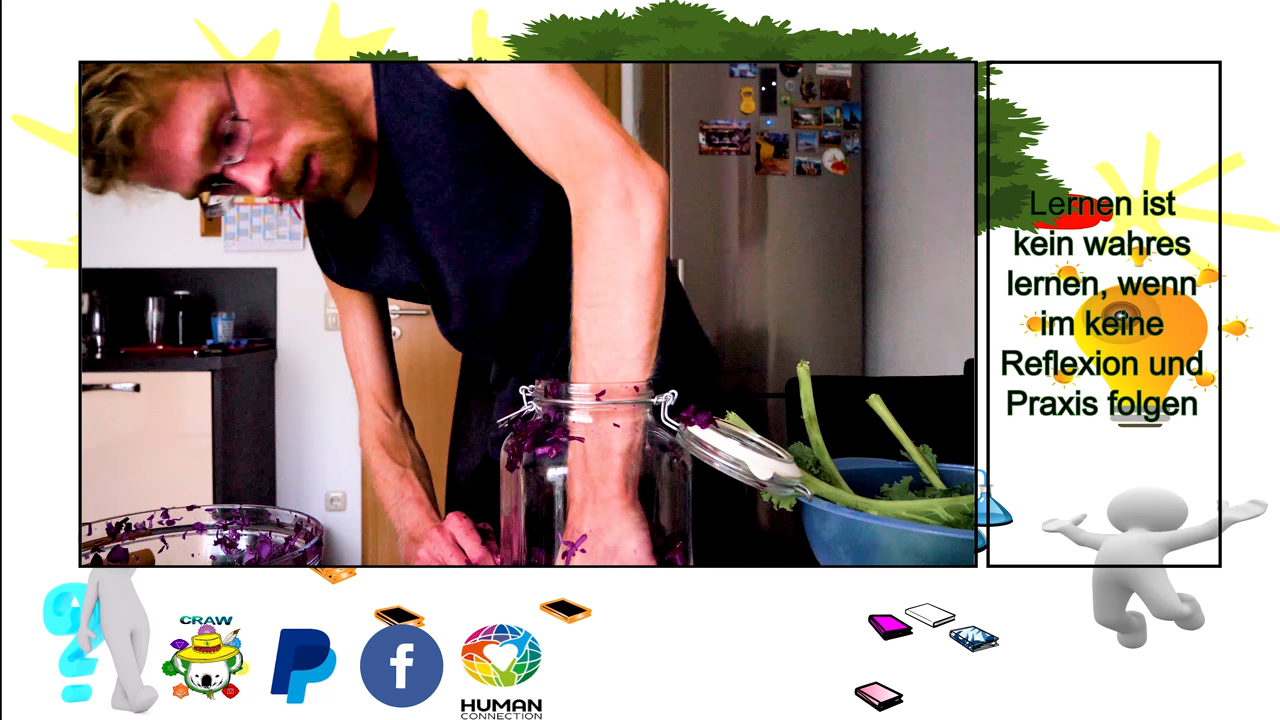 Lernen ist
kein wahres
lernen, wenn
im keine
Reflexion und
Praxis folgen
CRAW
HUMAN
CONNECTION